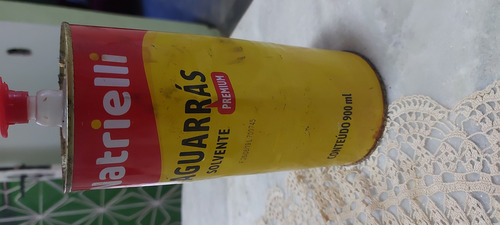 Natrielli
AGUARRÁS
PREMIUM
SOLVENTE
CONTEÚDO 900 ml